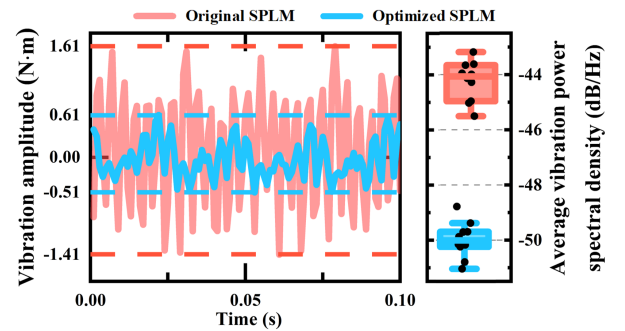 Original SPLM
Optimized SPLM
Vibration amplitude (N·m)
1.61
0.61
0.00
-0.51
-1.41
0.00
0.05
0.10
Time (s)
-44
-46
-48
-50
Average vibration power
spectral density (dB/Hz)